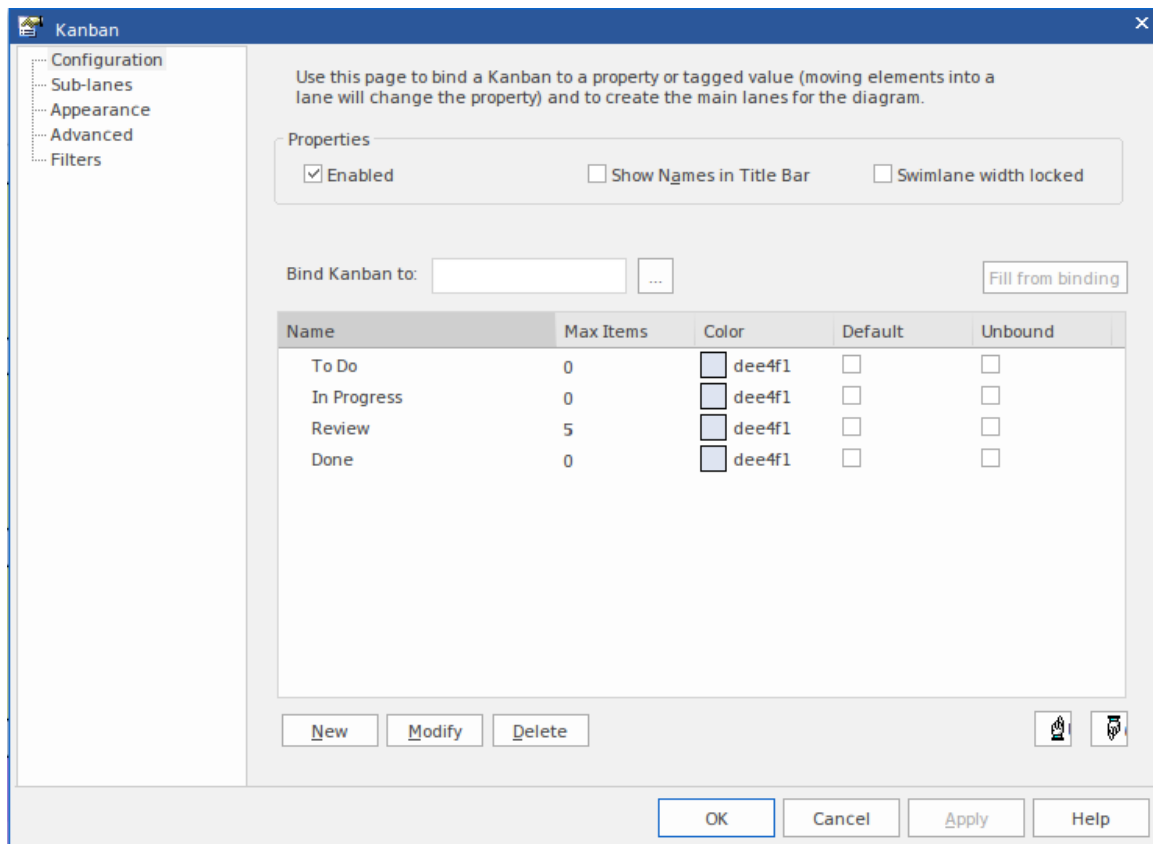 Kanban
Configuration
Sub-lanes
Appearance
Advanced
Filters
Use this page to bind a Kanban to a property or tagged value (moving elements into a
lane will change the property) and to create the main lanes for the diagram.
Properties
Enabled Show Names in Title Bar Swimlane width locked
Bind Kanban to: ... Fill from binding
Name Max Items Color Default Unbound
To Do 0 dee4f1
In Progress 0 dee4f1
Review 5 dee4f1
Done 0 dee4f1
New Modify Delete
OK Cancel Apply Help